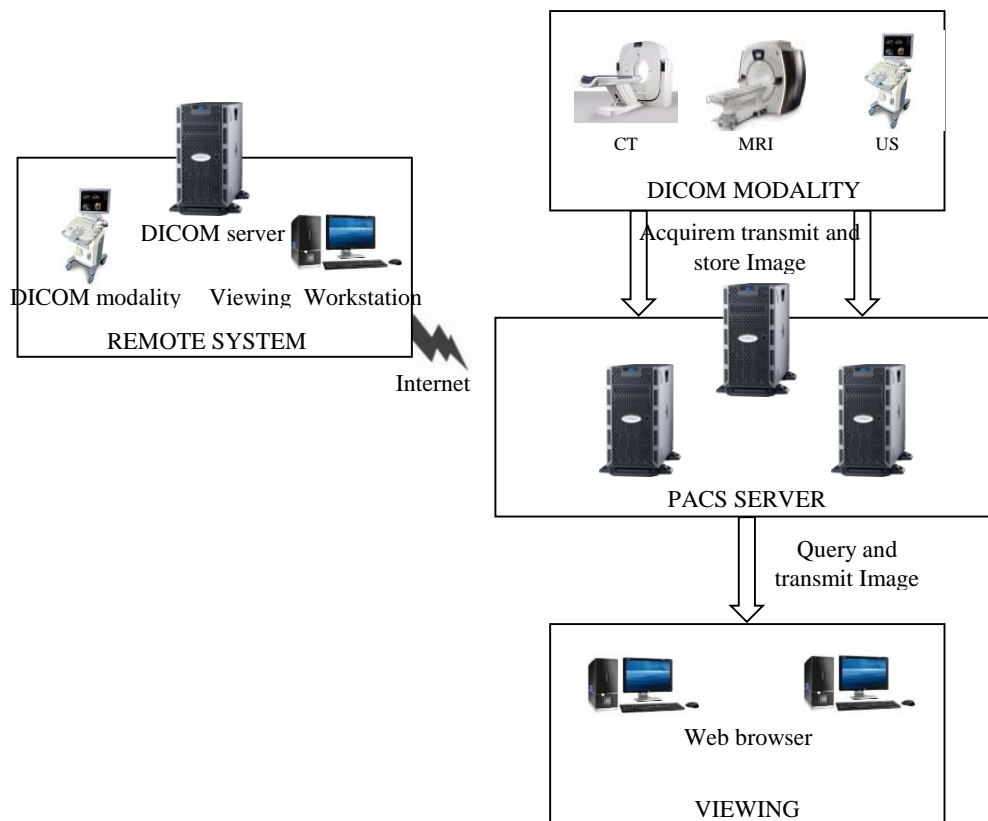 CT MRI US
DICOM MODALITY
Acquirem transmit and
store Image
DICOM server
DICOM modality Viewing Workstation
REMOTE SYSTEM
Internet
PACS SERVER
Query and
transmit Image
Web browser
VIEWING